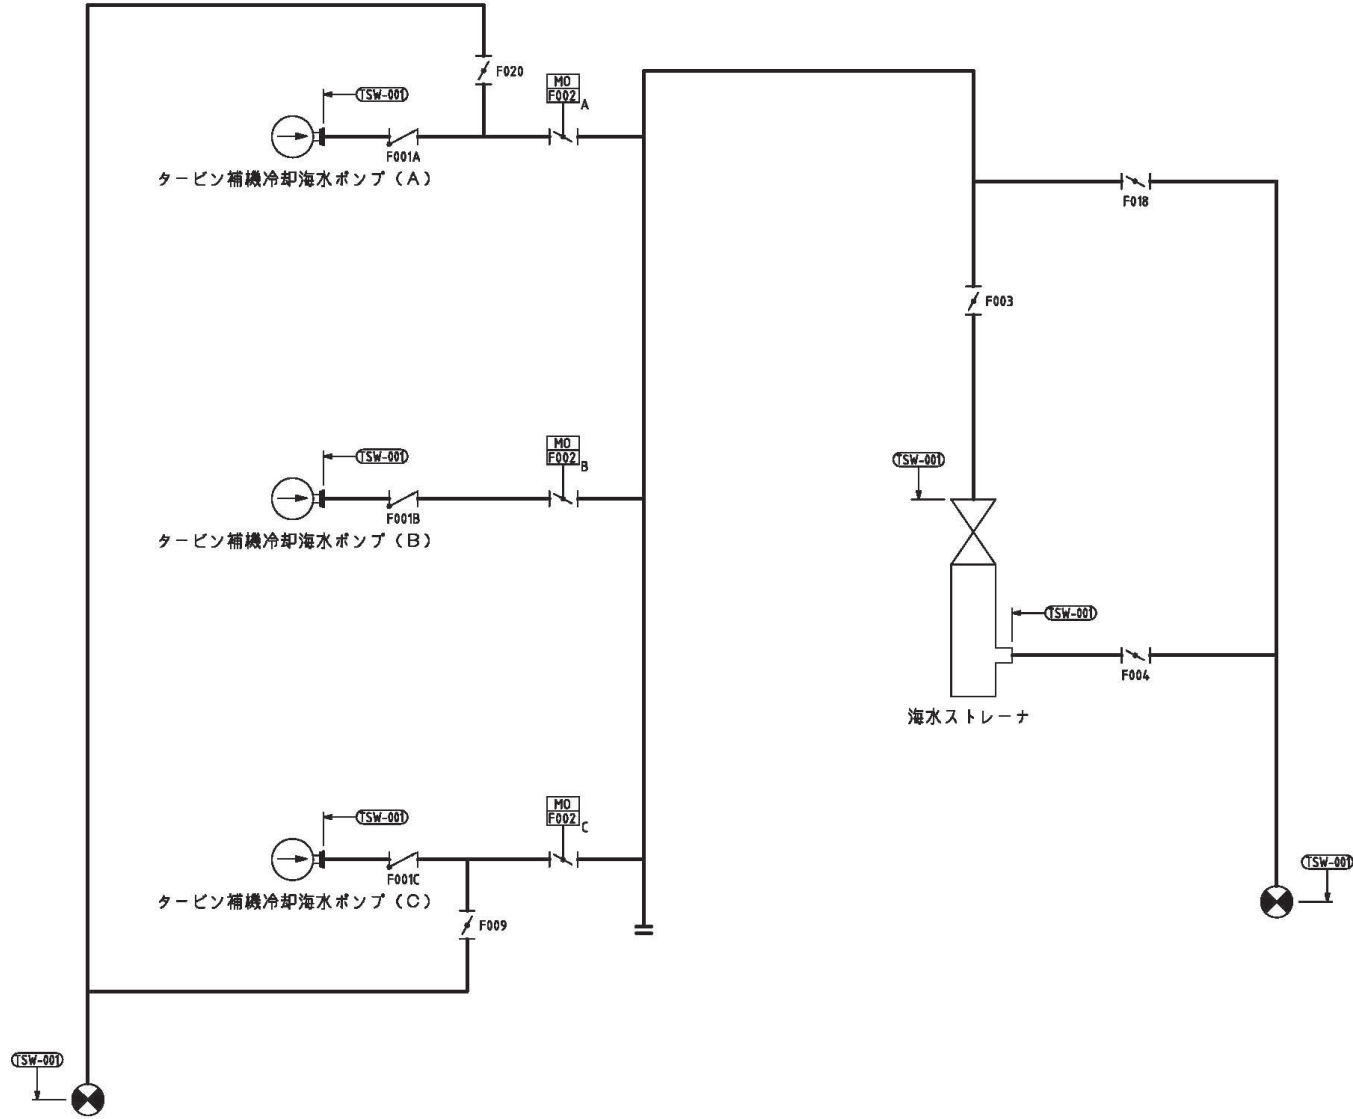 F020
MO
F002
A
TSW-001
F001A
タービン補機冷却海水ポンプ(A)
F018
F003
MO
F002
B
TSW-001
F001B
タービン補機冷却海水ポンプ(B)
TSW-001
TSW-001
F004
海水ストレーナ
MO
F002
C
TSW-001
F001C
タービン補機冷却海水ポンプ(C)
F009
TSW-001
TSW-001